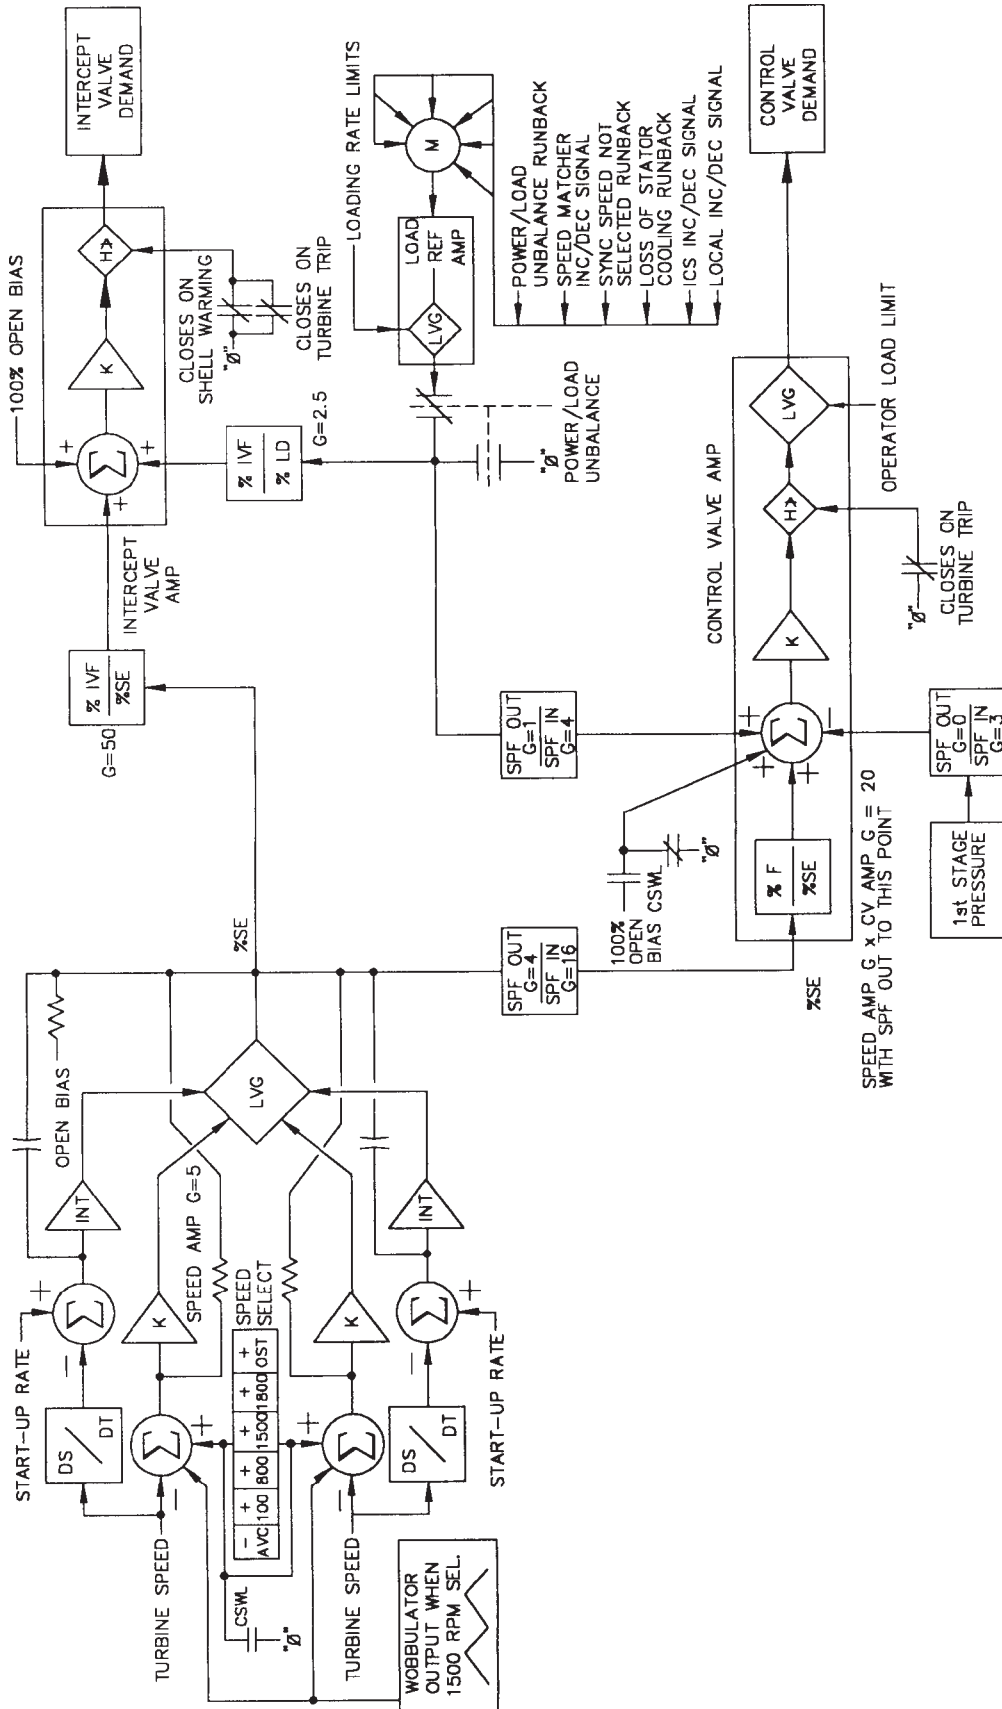 START-UP RATE
DS
DT
TURBINE SPEED
CSWL
"Ø"
TURBINE SPEED
WOBBULATOR
OUTPUT WHEN
1500 RPM SEL.
DS
DT
START-UP RATE
Σ
Σ
Σ
Σ
- + + + + +
AVC 100 800 1500 1800 OST
SPEED
SELECT
K
K
SPEED AMP G=5
INT
INT
OPEN BIAS
LVG
%SE
G=50
% IVF
%SE
INTERCEPT
VALVE
AMP
100% OPEN BIAS
Σ
K
H>
INTERCEPT
VALVE
DEMAND
CLOSES ON
SHELL WARMING
"Ø"
CLOSES ON
TURBINE TRIP
% IVF
% LD
G=2.5
LOADING RATE LIMITS
LOAD
REF
AMP
LVG
M
"Ø"
POWER/LOAD
UNBALANCE
POWER/LOAD
UNBALANCE RUNBACK
SPEED MATCHER
INC/DEC SIGNAL
SYNC SPEED NOT
SELECTED RUNBACK
LOSS OF STATOR
COOLING RUNBACK
ICS INC/DEC SIGNAL
LOCAL INC/DEC SIGNAL
SPF OUT
G=4
SPF IN
G=16
SPF OUT
G=1
SPF IN
G=4
100%
OPEN
BIAS CSWL
"Ø"
%SE
% F
%SE
CONTROL VALVE AMP
Σ
K
H>
LVG
CONTROL
VALVE
DEMAND
OPERATOR LOAD LIMIT
"Ø"
CLOSES ON
TURBINE TRIP
SPF OUT
G=0
SPF IN
G=3
1st STAGE
PRESSURE
SPEED AMP G x CV AMP G = 20
WITH SPF OUT TO THIS POINT